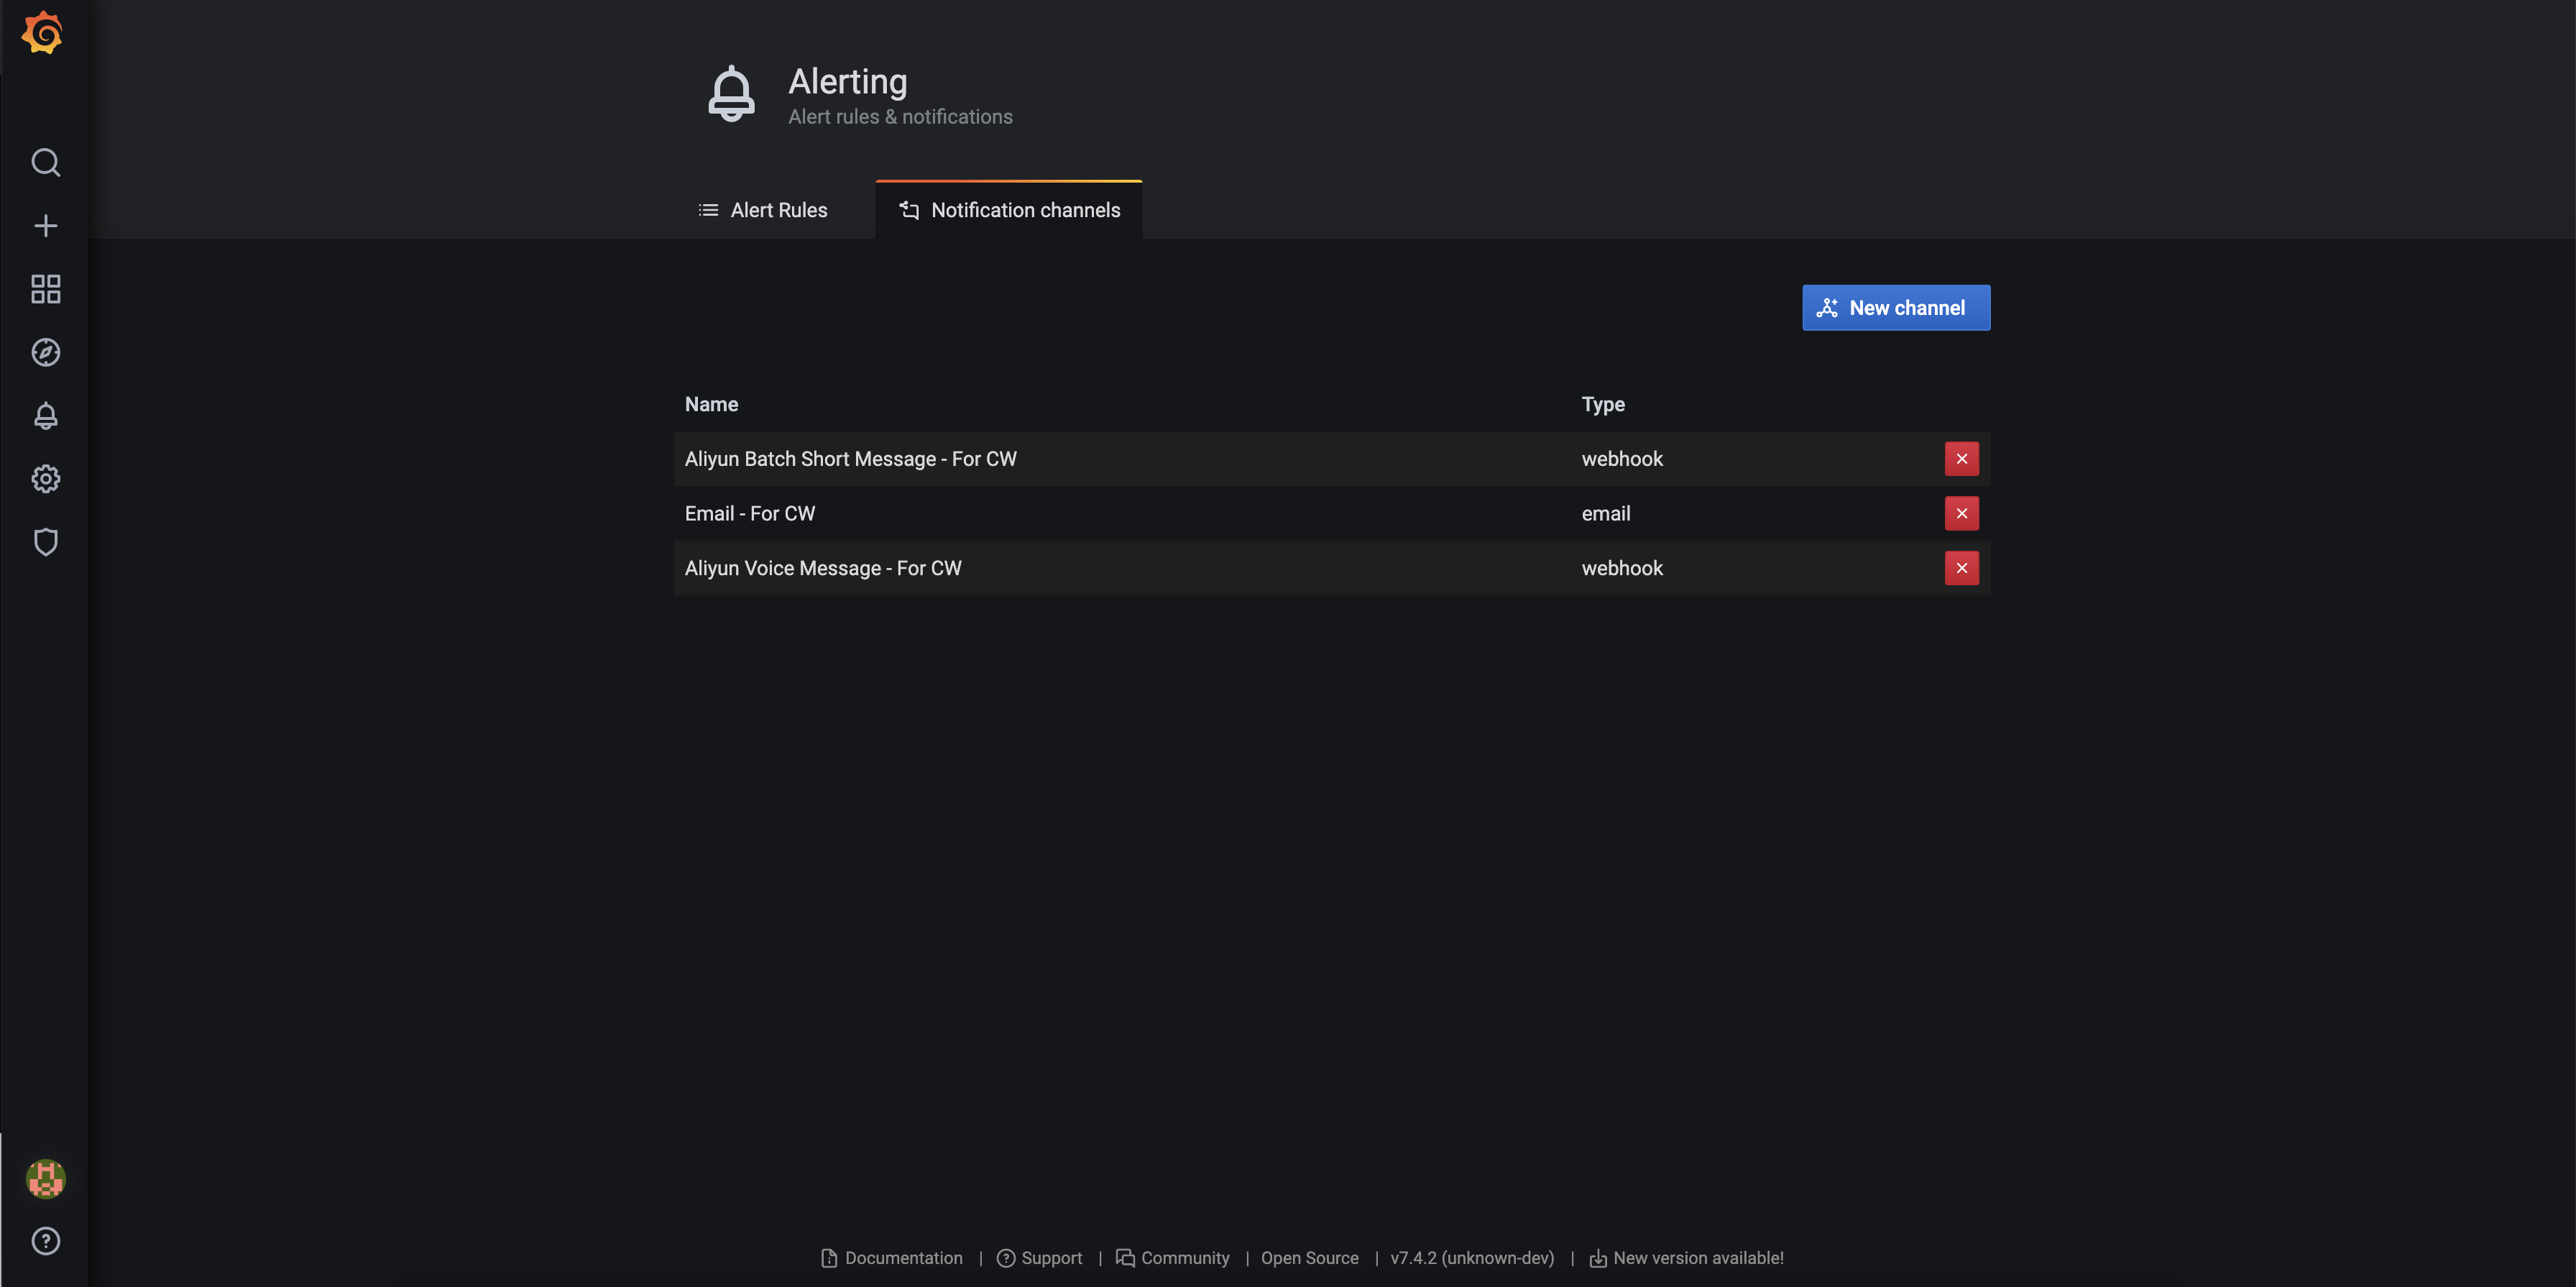 Alerting
Alert rules & notifications
Alert Rules
Notification channels
New channel
Name Type
Aliyun Batch Short Message - For CW webhook
Email - For CW email
Aliyun Voice Message - For CW webhook
Documentation | Support | Community | Open Source | v7.4.2 (unknown-dev) | New version available!